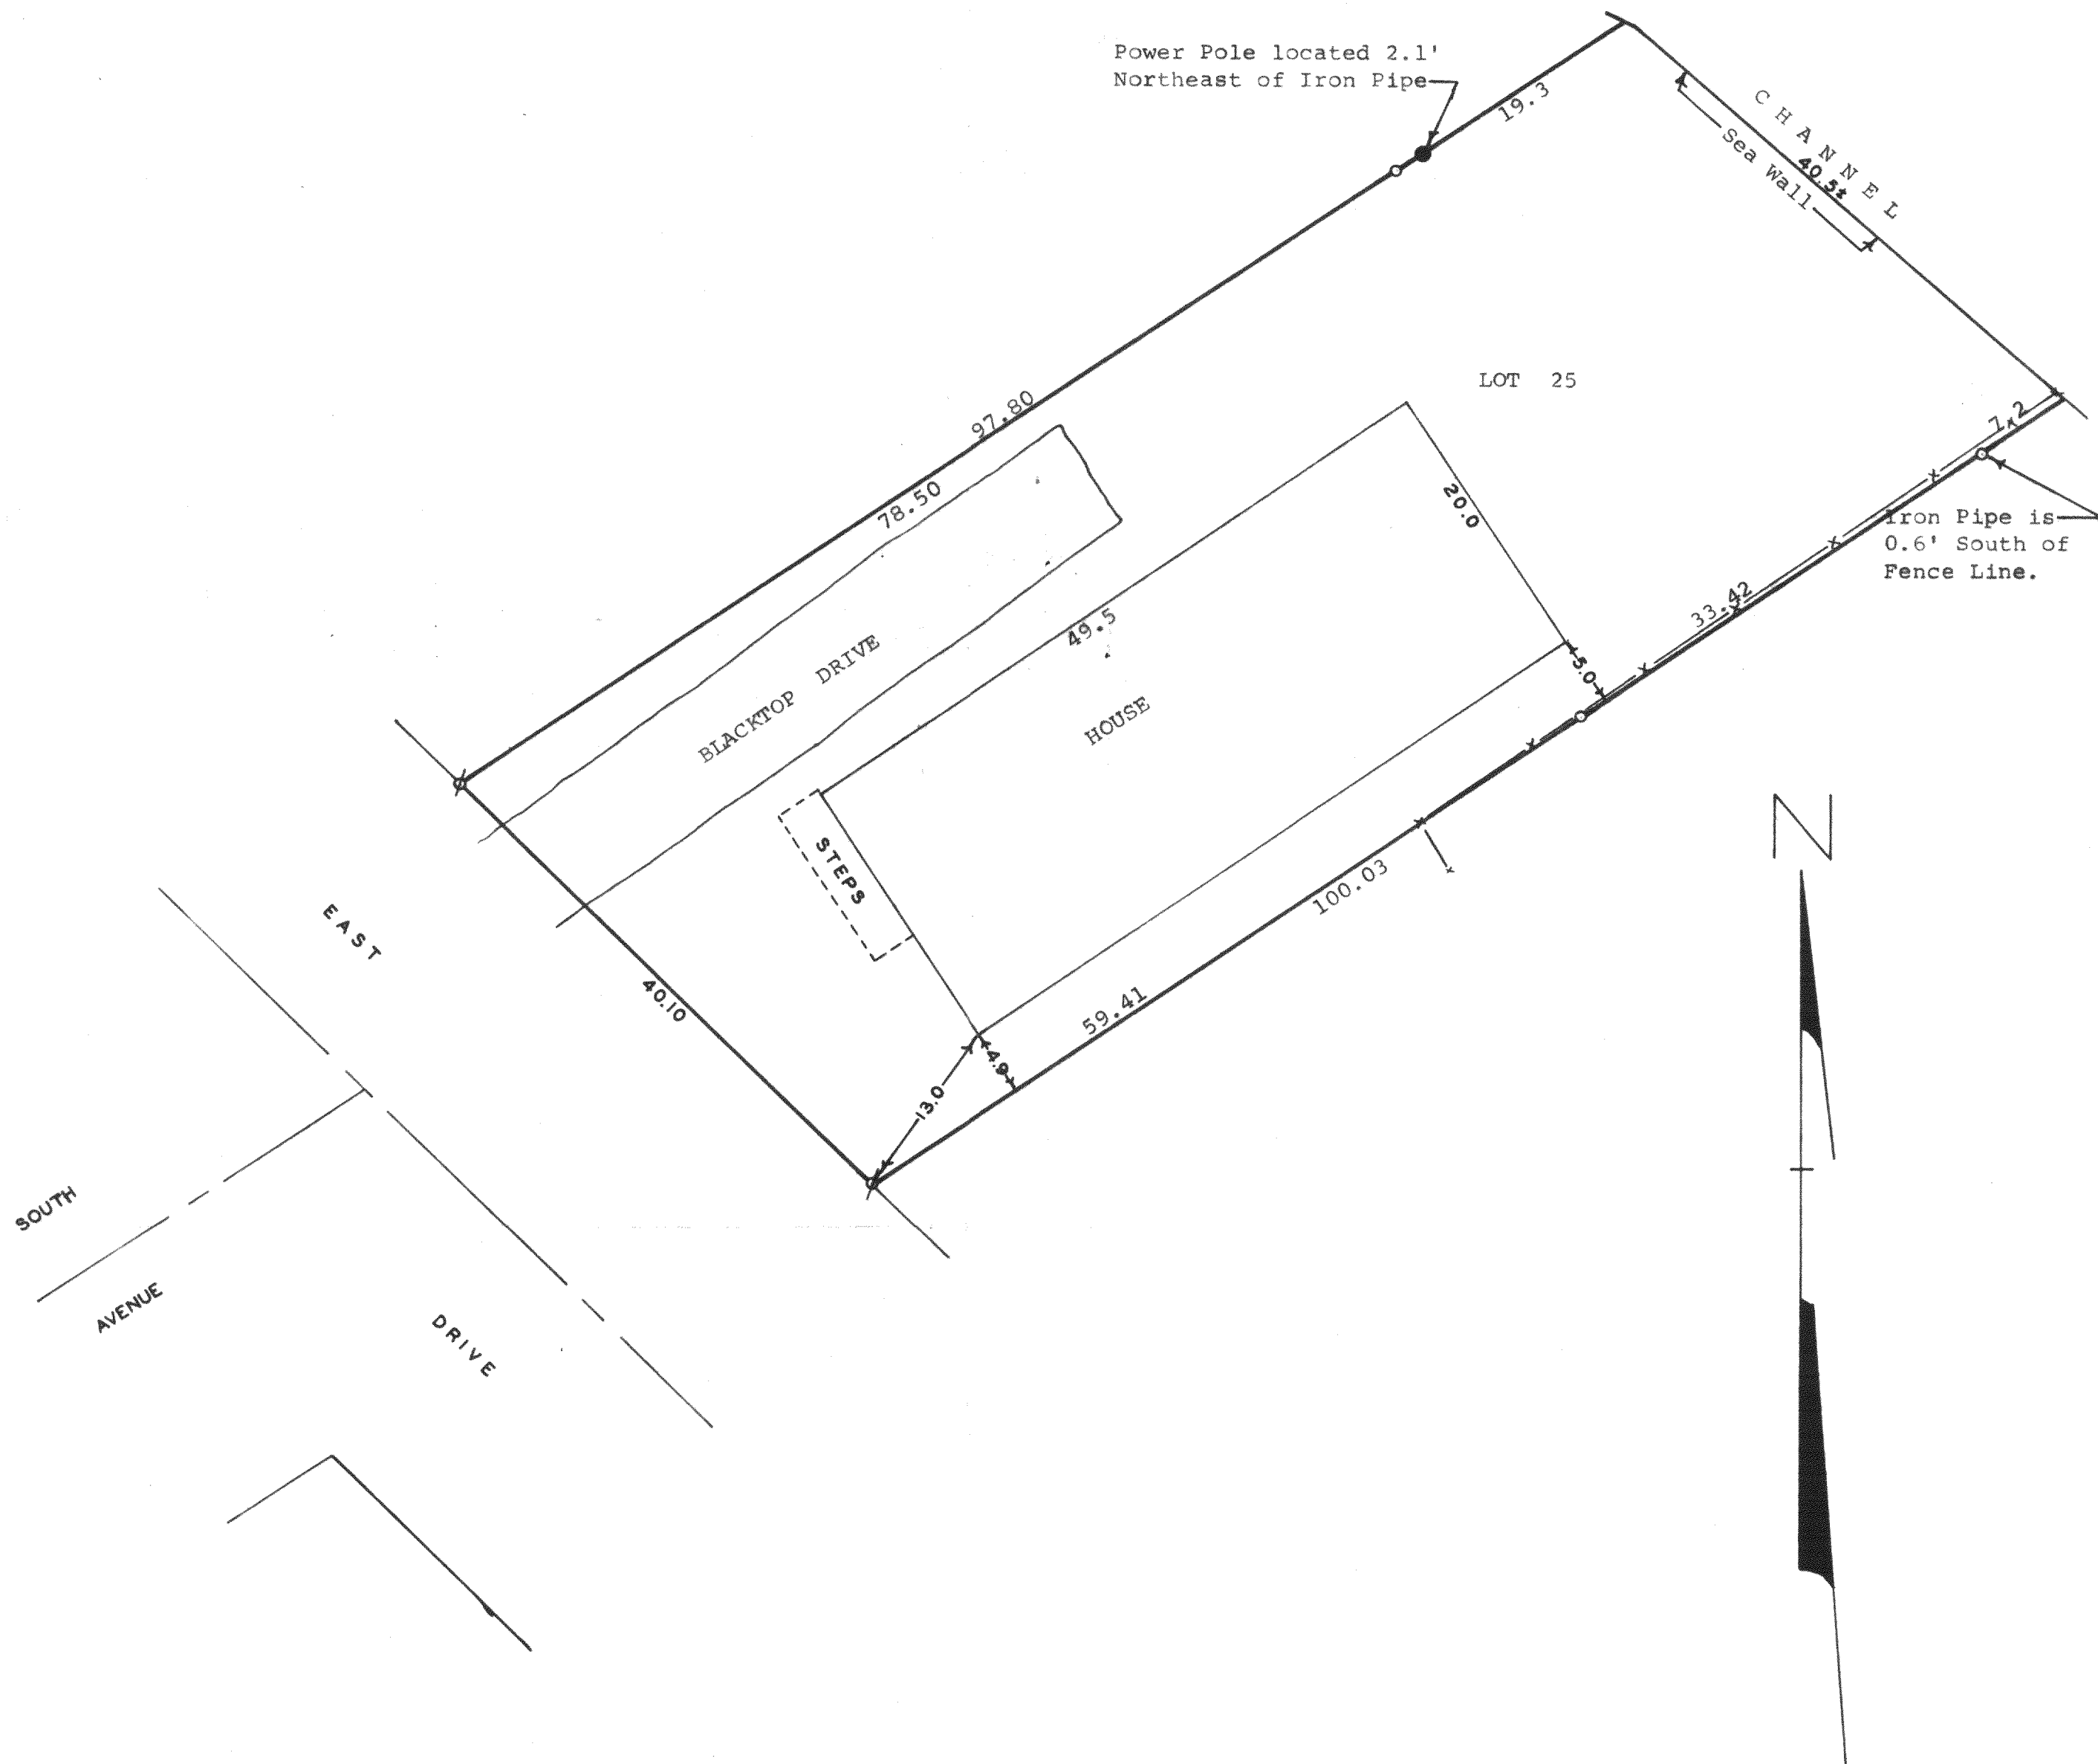 Power Pole located 2.1'
Northeast of Iron Pipe
19.3
CHANNEL
40.5±
Sea Wall
97.80
78.50
LOT 25
7.2
20.0
Iron Pipe is
0.6' South of
Fence Line.
33.42
49.5
BLACKTOP DRIVE
HOUSE
5.0
STEPS
N
100.03
EAST
40.10
59.41
4.9
13.0
SOUTH
AVENUE
DRIVE